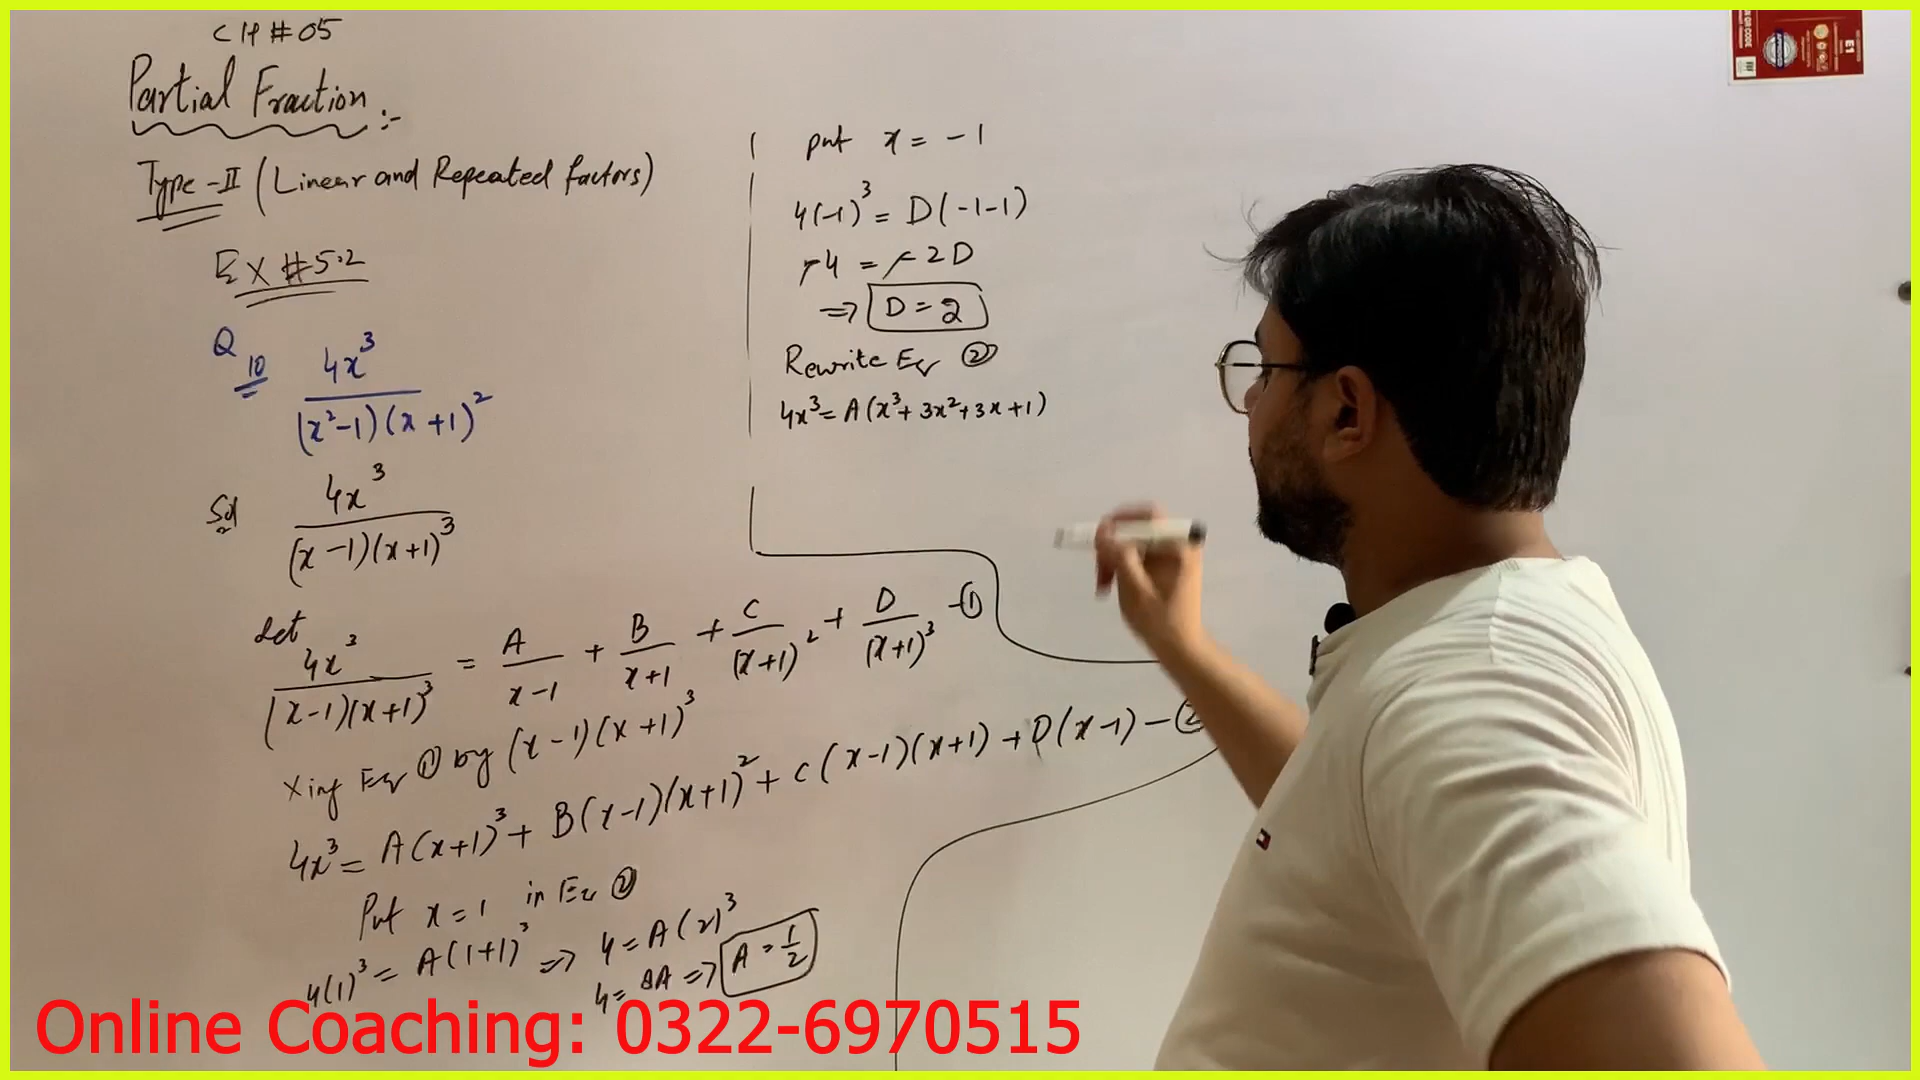 CH#05
Partial Fraction :-
Type-II (Linear and Repeated factors)
EX #5.2
Q 10 4x³ / (x²-1)(x+1)²
Sol 4x³ / (x-1)(x+1)³
Let 4x³ / (x-1)(x+1)³ = A / x-1 + B / x+1 + C / (x+1)² + D / (x+1)³ -①
Xing Eq ① by (x-1)(x+1)³
4x³ = A(x+1)³ + B(x-1)(x+1)² + C(x-1)(x+1) + D(x-1) - ②
Put x = 1 in Eq ②
4(1)³ = A(1+1)³ => 4 = A(2)³
4 = 8A => A = 1/2
put x = -1
4(-1)³ = D(-1-1)
-4 = -2D
=> D = 2
Rewrite Eq ②
4x³ = A(x³+3x²+3x+1)
OR CODE
E1
Online Coaching: 0322-6970515